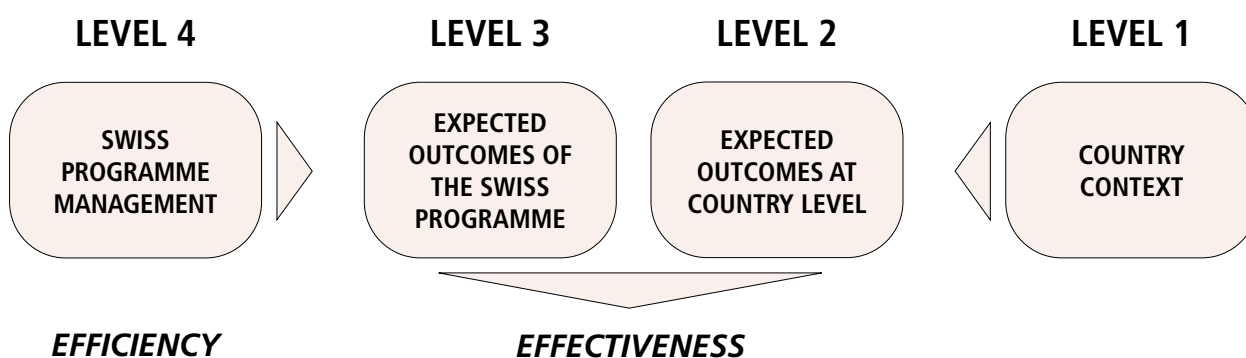 LEVEL 4
LEVEL 3
LEVEL 2
LEVEL 1
SWISS
PROGRAMME
MANAGEMENT
EXPECTED
OUTCOMES OF
THE SWISS
PROGRAMME
EXPECTED
OUTCOMES AT
COUNTRY LEVEL
COUNTRY
CONTEXT
EFFICIENCY
EFFECTIVENESS